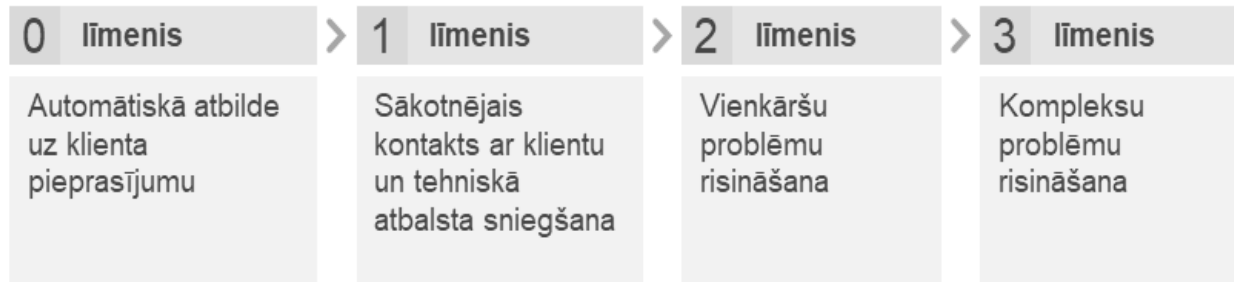 0 līmenis
1 līmenis
2 līmenis
3 līmenis
Automātiskā atbilde
uz klienta
pieprasījumu
Sākotnējais
kontakts ar klientu
un tehniskā
atbalsta sniegšana
Vienkāršu
problēmu
risināšana
Kompleksu
problēmu
risināšana